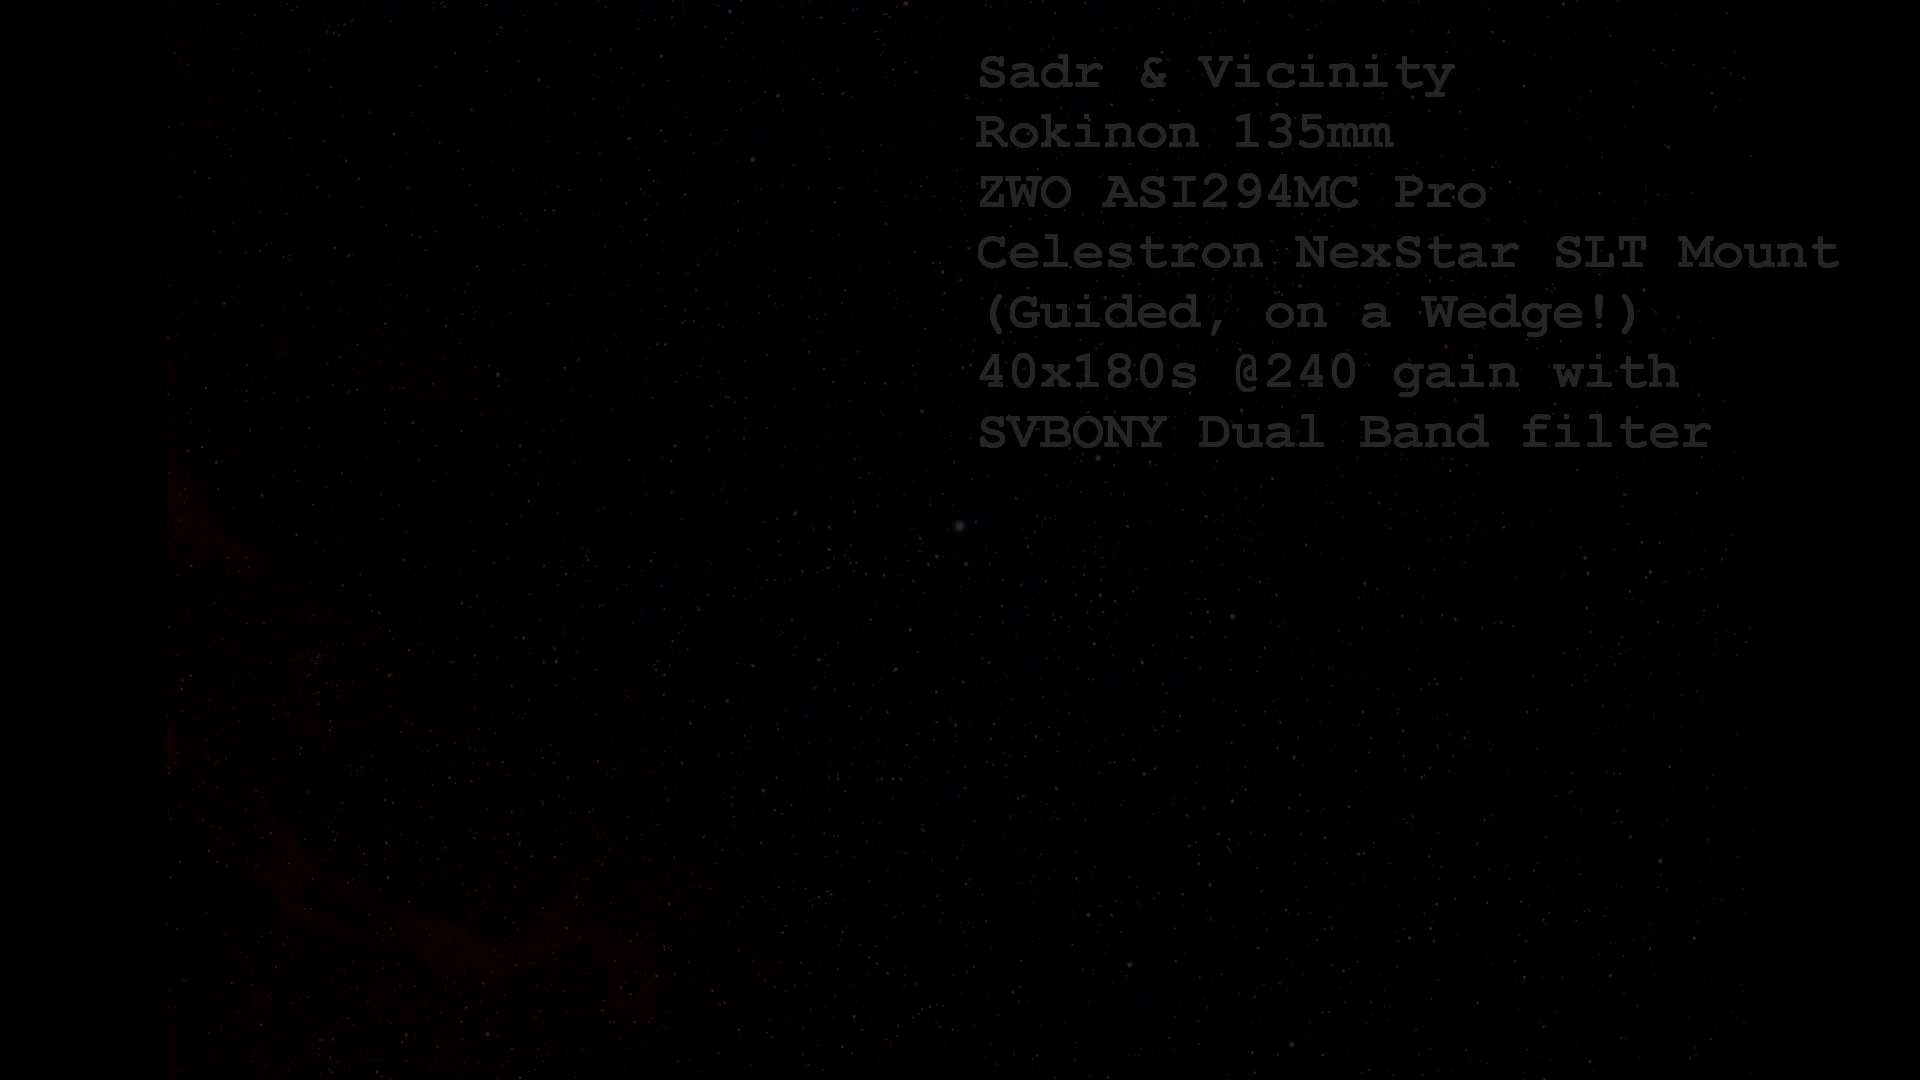 Sadr & Vicinity
Rokinon 135mm
ZWO ASI294MC Pro
Celestron NexStar SLT Mount
(Guided, on a Wedge!)
40x180s @240 gain with
SVBONY Dual Band filter